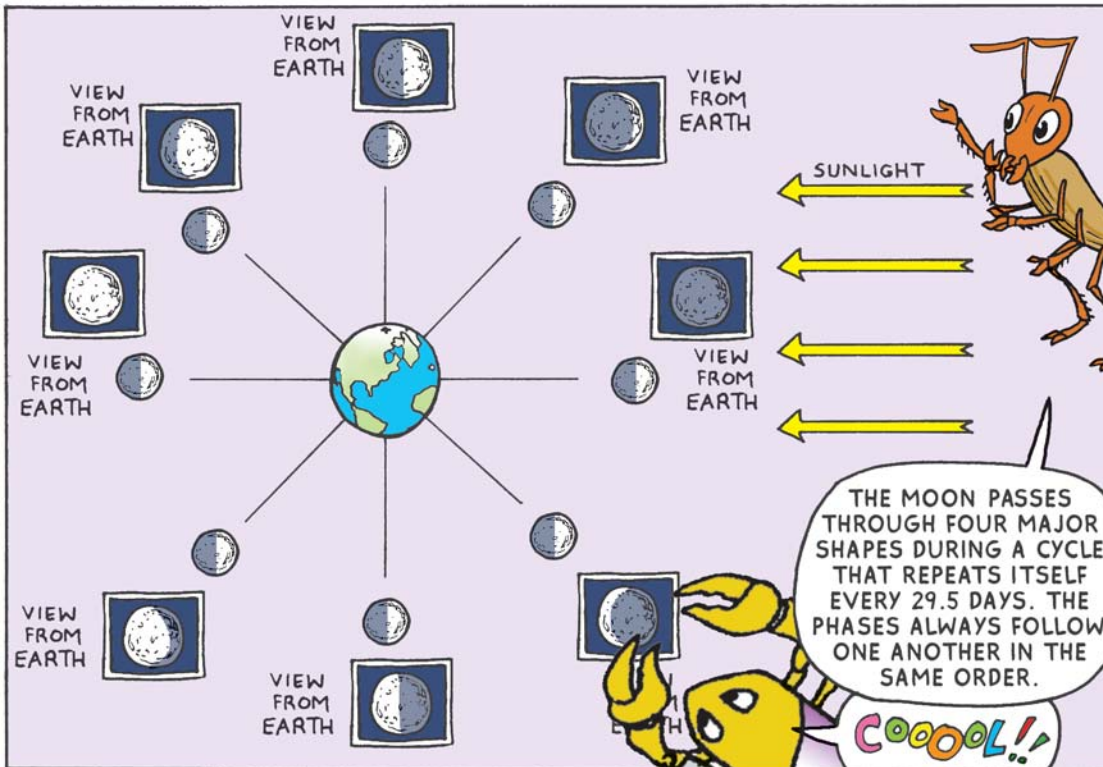 VIEW
FROM
EARTH
VIEW
FROM
EARTH
VIEW
FROM
EARTH
SUNLIGHT
VIEW
FROM
EARTH
VIEW
FROM
EARTH
VIEW
FROM
EARTH
VIEW
FROM
EARTH
EARTH
THE MOON PASSES
THROUGH FOUR MAJOR
SHAPES DURING A CYCLE
THAT REPEATS ITSELF
EVERY 29.5 DAYS. THE
PHASES ALWAYS FOLLOW
ONE ANOTHER IN THE
SAME ORDER.
COOOOL!!